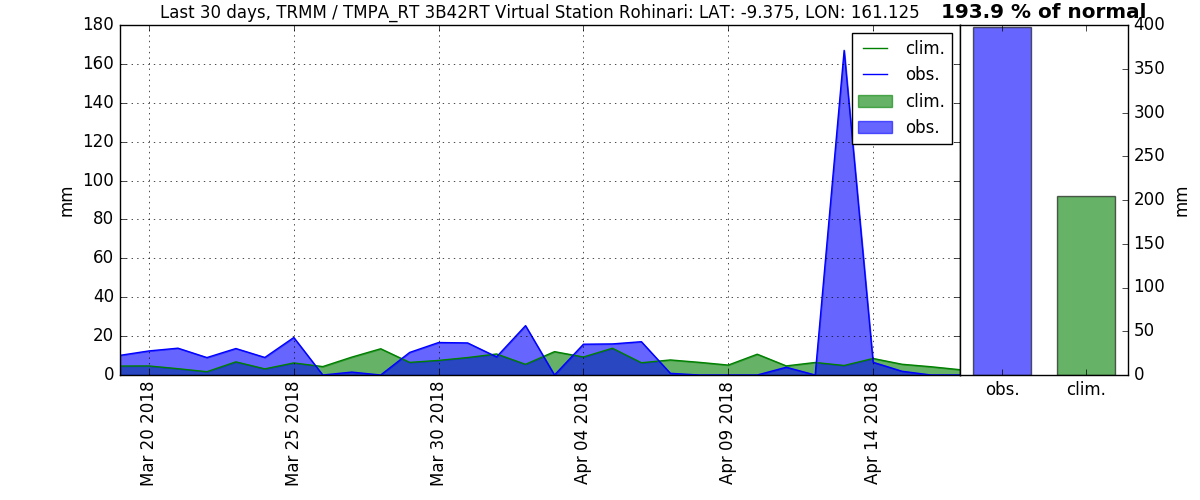 Last 30 days, TRMM / TMPA_RT 3B42RT Virtual Station Rohinari: LAT: -9.375, LON: 161.125
193.9 % of normal
180
160
140
120
100
80
60
40
20
0
mm
clim.
obs.
clim.
obs.
Mar 20 2018
Mar 25 2018
Mar 30 2018
Apr 04 2018
Apr 09 2018
Apr 14 2018
400
350
300
250
200
150
100
50
0
mm
obs.
clim.